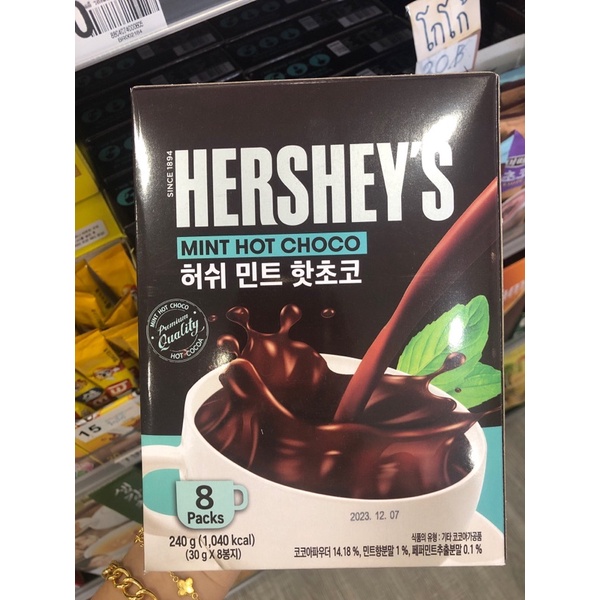 8804074020805
โกโก้
SINCE 1894
HERSHEY'S
MINT HOT CHOCO
허쉬 민트 핫초코
MINT HOT CHOCO
Premium
Quality
HOT COCOA
15
8
Packs
240 g (1,040 kcal)
(30 g X 8봉지)
2023. 12. 07
식품의 유형 : 기타 코코아가공품
코코아파우더 14.18 %, 민트향분말 1 %, 페퍼민트추출분말 0.1 %